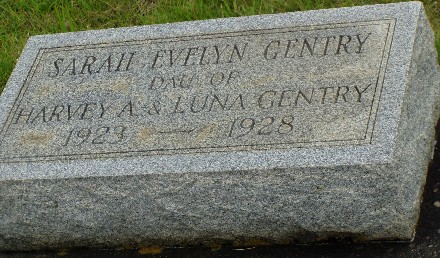 SARAH EVELYN GENTRY
DAU. OF
HARVEY A. & LUNA GENTRY
1923 — 1928